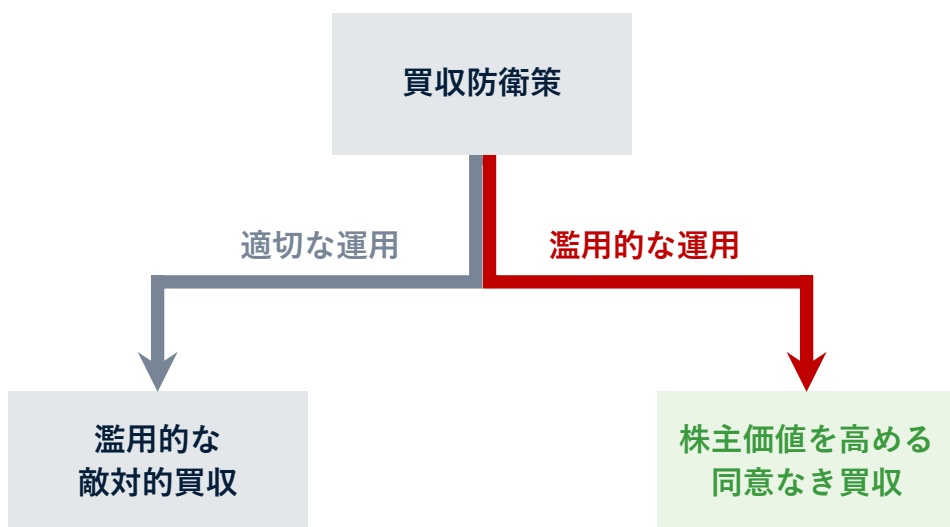 買収防衛策
適切な運用
濫用的な運用
濫用的な
敵対的買収
株主価値を高める
同意なき買収